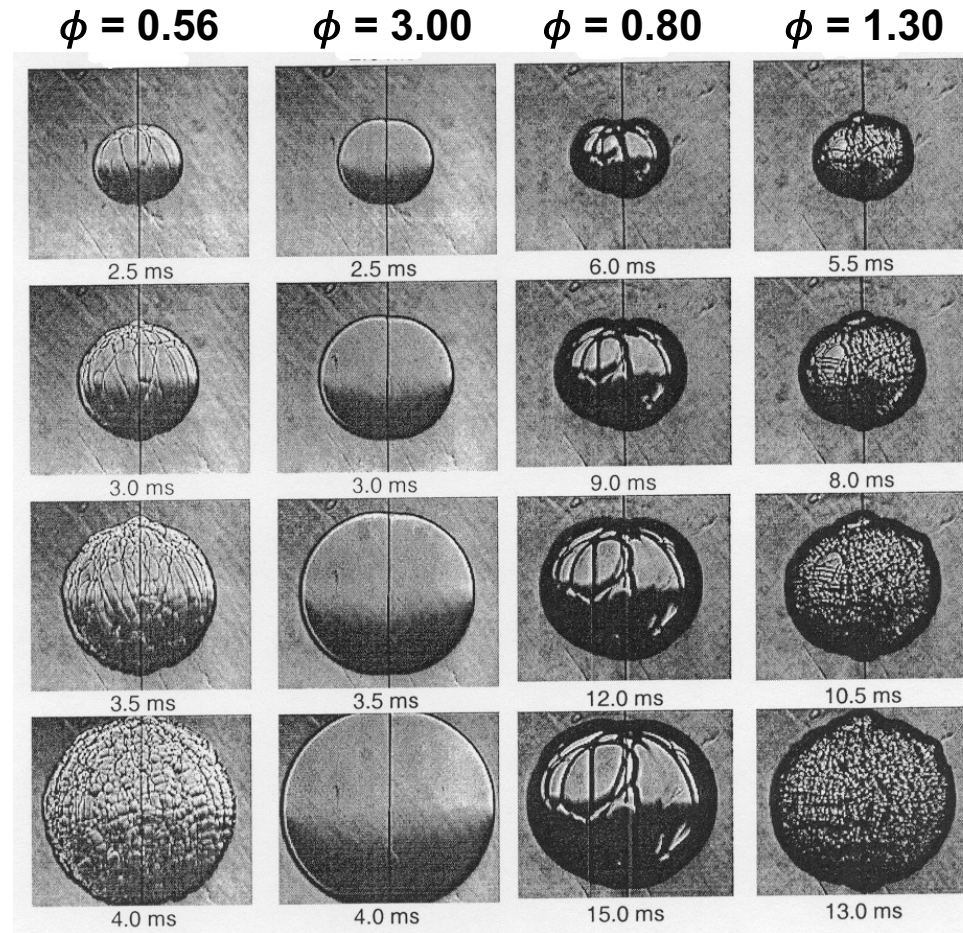 ϕ = 0.56 ϕ = 3.00 ϕ = 0.80 ϕ = 1.30
2.5 ms 2.5 ms 6.0 ms 5.5 ms
3.0 ms 3.0 ms 9.0 ms 8.0 ms
3.5 ms 3.5 ms 12.0 ms 10.5 ms
4.0 ms 4.0 ms 15.0 ms 13.0 ms